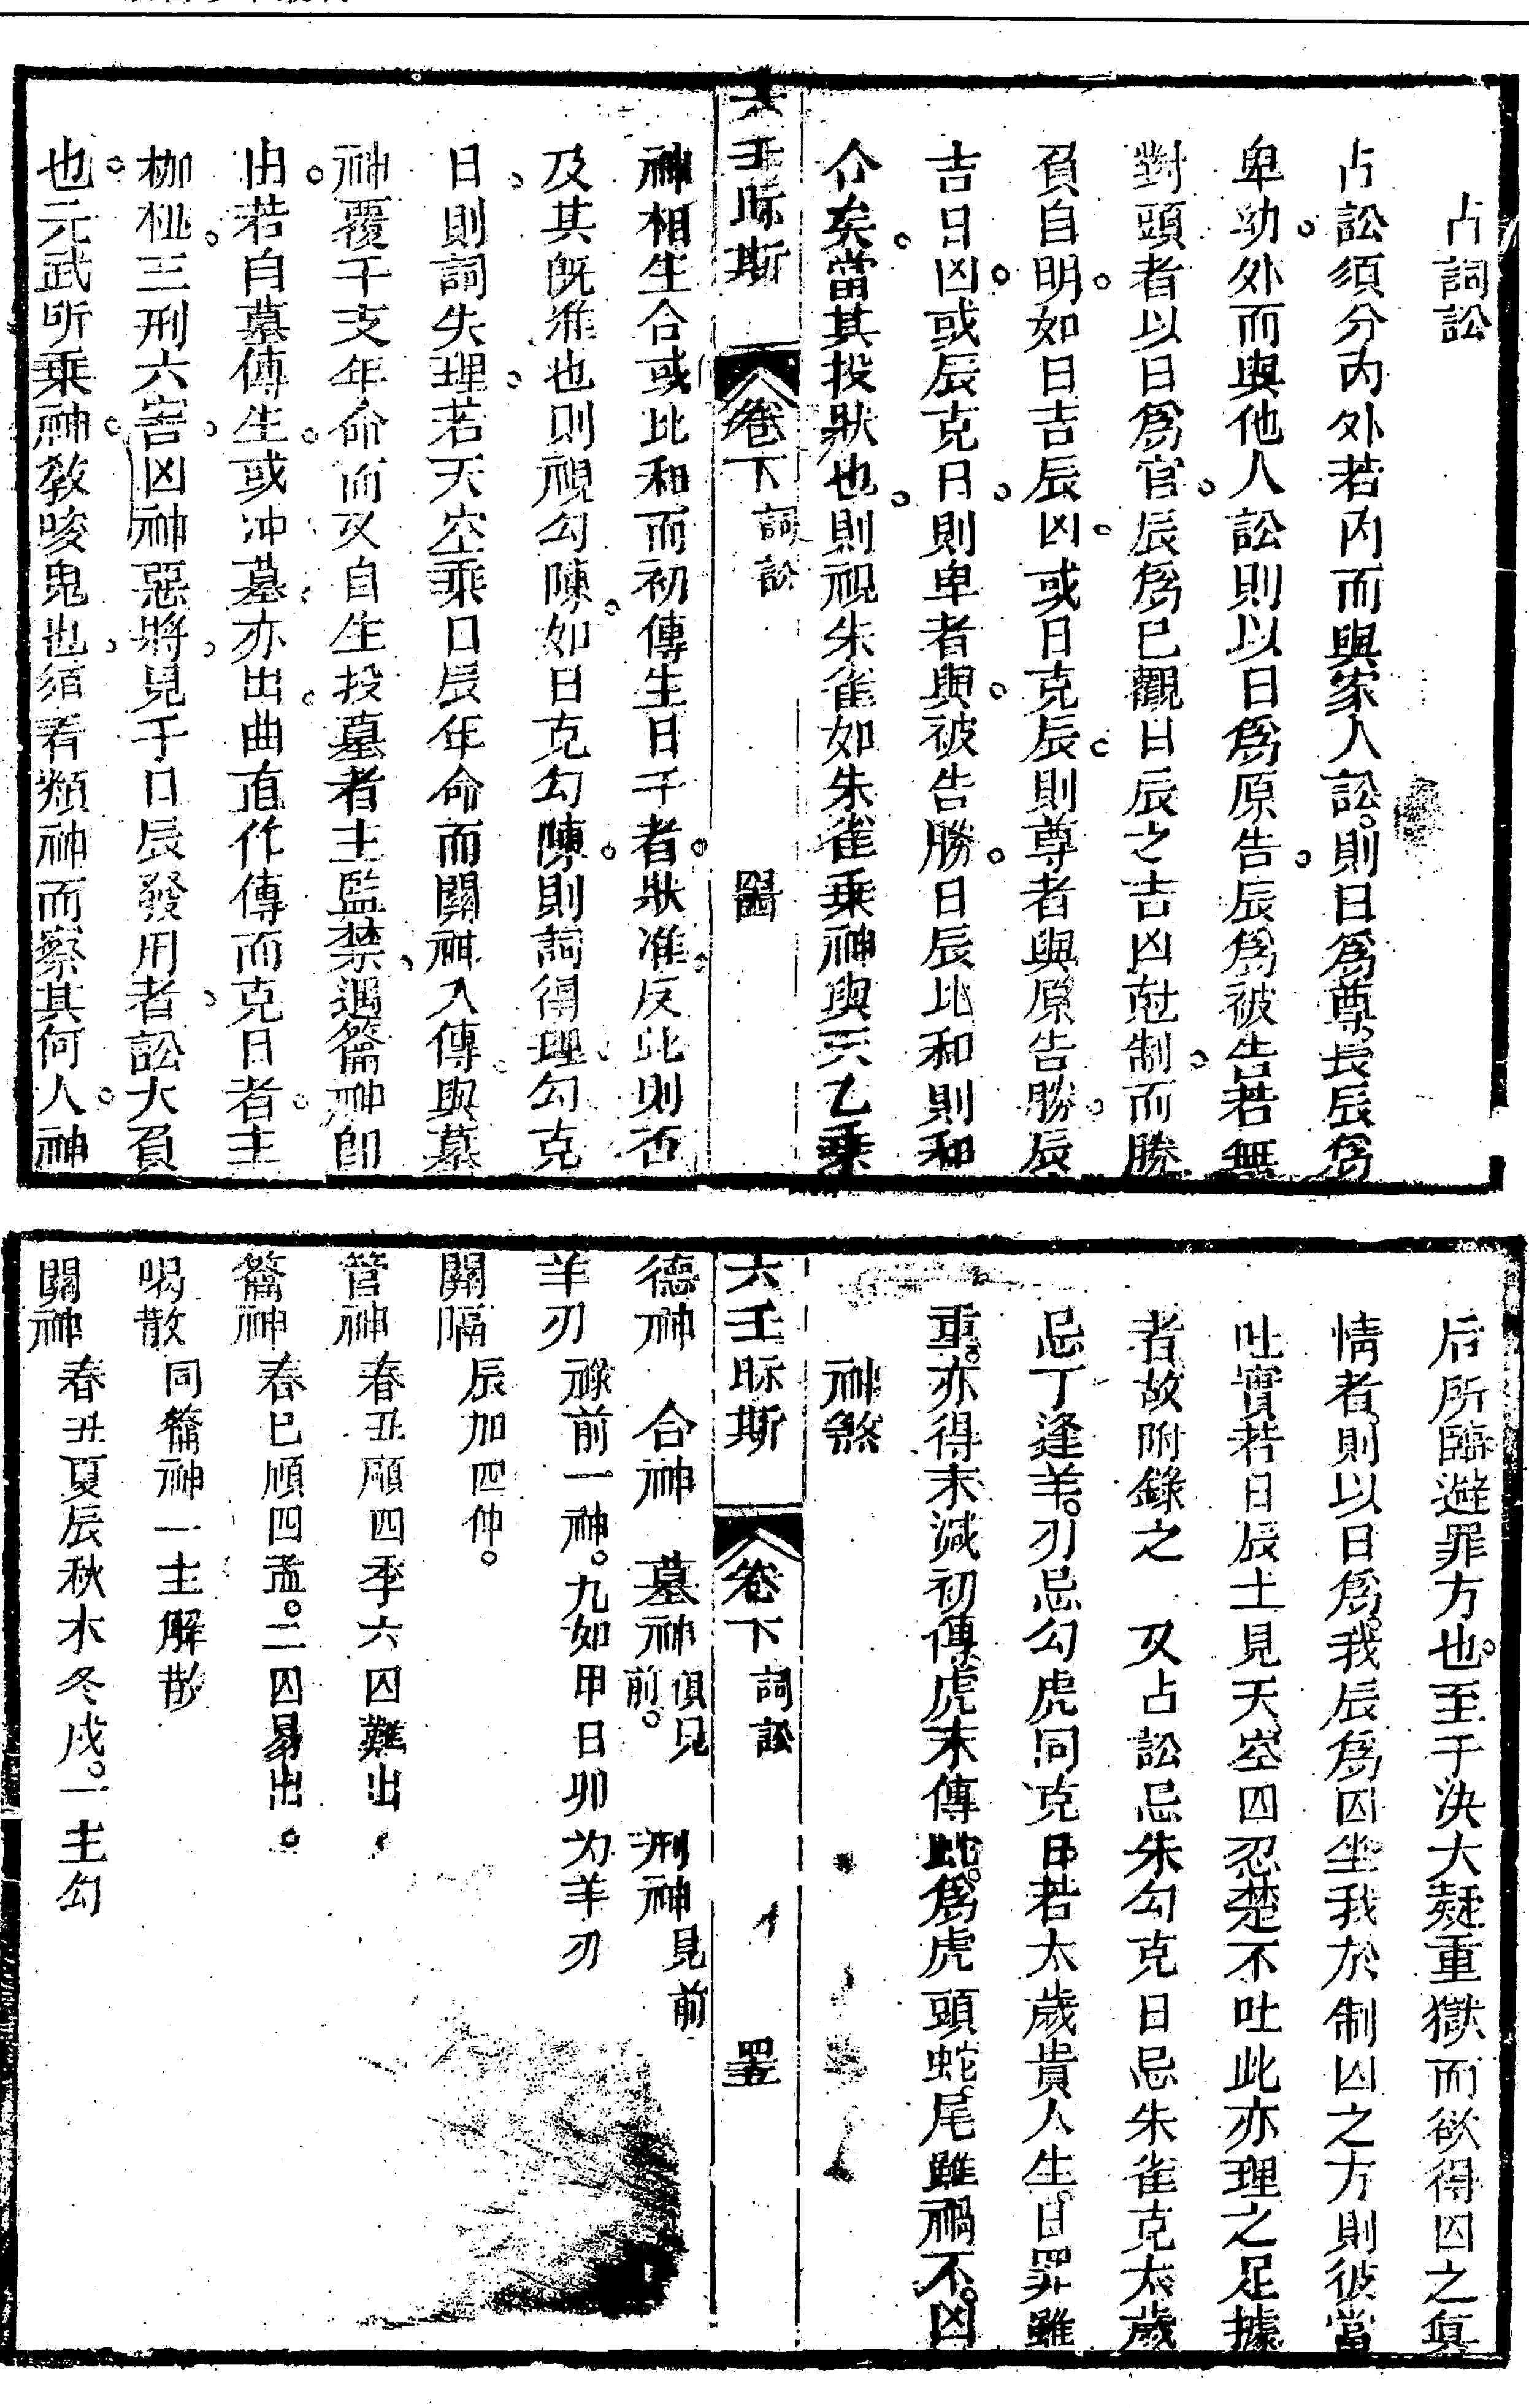 占詞訟
占訟須分內外若內而與家人訟。則日爲尊長辰爲
卑幼。外而與他人訟則以日爲原告。辰爲被告若無
對頭者以日爲官。辰爲已觀日辰之吉凶尅制。而勝
負自明。如日吉辰凶。或日克辰。則尊者與原告勝。辰
吉日凶。或辰克日。則卑者與。被告勝。日辰比和則和
合矣。當其投狀也。則視朱雀如朱雀乗神與天乙乗
六壬眎斯
卷下 詞訟
神相生合或比和而初傳生日干者。狀准。反此則否
及其既准也則視勾陳。如日克勾陳。則詞得理。勾克
日。則詞失理。若天空乘日辰年命而關神入傳與墓
神覆干支年命而又自生投墓者主監禁、遇鑰神卽
由。若自墓傳生。或冲墓亦出。曲直作傳而克日者。主
枷杻。三刑六害。凶神惡將。見于日辰發用者。訟大負
也。元武所乗神。教唆鬼也。須看類神而察其何人。神
后所臨避罪方也。至于決大疑重獄而欲得囚之眞
情者、則以日爲我、辰爲囚坐我於制囚之方則彼當
吐實若日辰土見天空囚忍楚不吐此亦理之足據
者故附錄之 又占訟忌朱勾克日忌朱雀克太歲
忌丁逢羊。刃忌勾虎同克日若太歲貴人生日罪雖
重。亦得末減初傳虎末傳蛇。爲虎頭蛇尾雖禍不凶
神煞
六壬眎斯
卷下 詞訟
德神 合神 墓神俱見前。 刑神見前
羊刃 祿前一神。九如甲日卯为羊刃
關隔 辰加四仲。
管神 春丑順四季六囚難出
鑰神 春巳順四孟。二囚易出。
喝散 同鑰神一主解散
關神 春丑夏辰秋木冬戌。一主勾